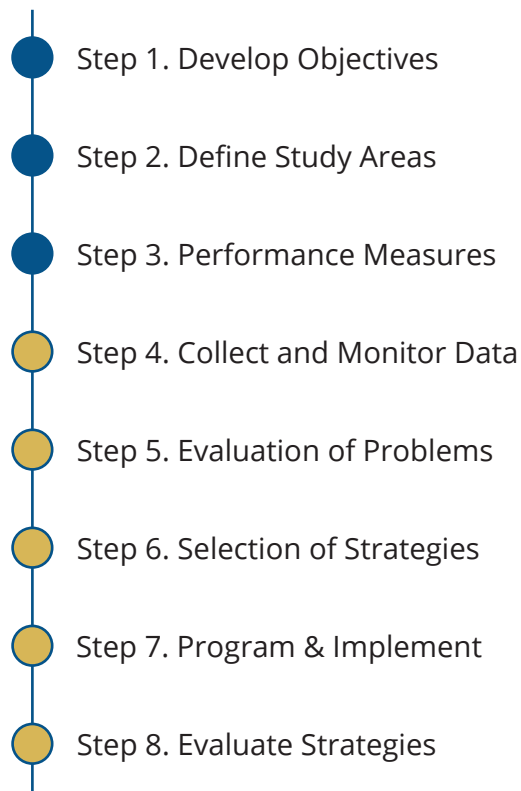 Step 1. Develop Objectives
Step 2. Define Study Areas
Step 3. Performance Measures
Step 4. Collect and Monitor Data
Step 5. Evaluation of Problems
Step 6. Selection of Strategies
Step 7. Program & Implement
Step 8. Evaluate Strategies